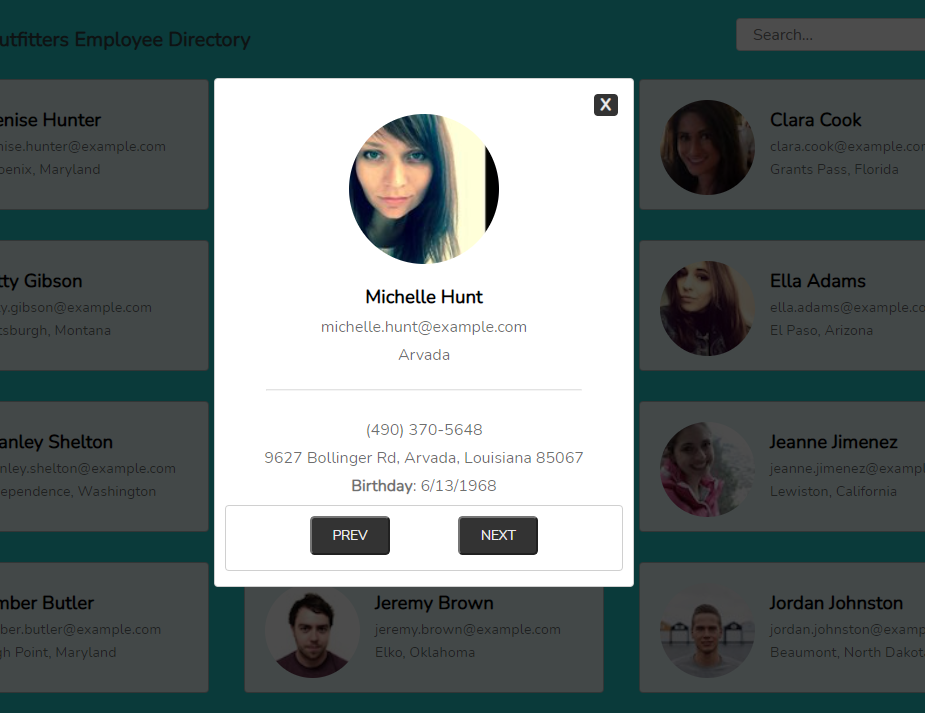 utfitters Employee Directory
Search...
X
enise Hunter
nise.hunter@example.com
oenix, Maryland
Clara Cook
clara.cook@example.com
Grants Pass, Florida
tty Gibson
y.gibson@example.com
tsburgh, Montana
Michelle Hunt
michelle.hunt@example.com
Arvada
Ella Adams
ella.adams@example.co
El Paso, Arizona
(490) 370-5648
9627 Bollinger Rd, Arvada, Louisiana 85067
Birthday: 6/13/1968
PREV NEXT
anley Shelton
nley.shelton@example.com
ependence, Washington
Jeanne Jimenez
jeanne.jimenez@exampl
Lewiston, California
mber Butler
ber.butler@example.com
gh Point, Maryland
Jeremy Brown
jeremy.brown@example.com
Elko, Oklahoma
Jordan Johnston
jordan.johnston@examp
Beaumont, North Dakot